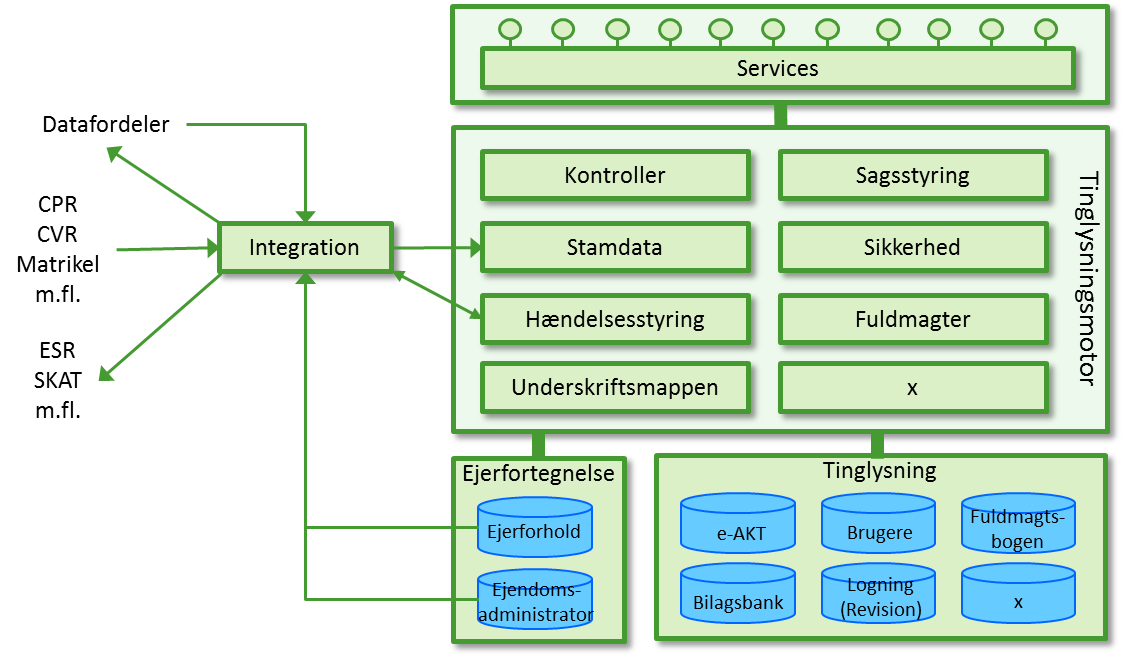 Services
Datafordeler
CPR
CVR
Matrikel
m.fl.
ESR
SKAT
m.fl.
Integration
Tinglysningsmotor
Kontroller
Sagsstyring
Stamdata
Sikkerhed
Hændelsesstyring
Fuldmagter
Underskriftsmappen
x
Ejerfortegnelse
Ejerforhold
Ejendoms-
administrator
Tinglysning
e-AKT
Brugere
Fuldmagts-
bogen
Bilagsbank
Logning
(Revision)
x